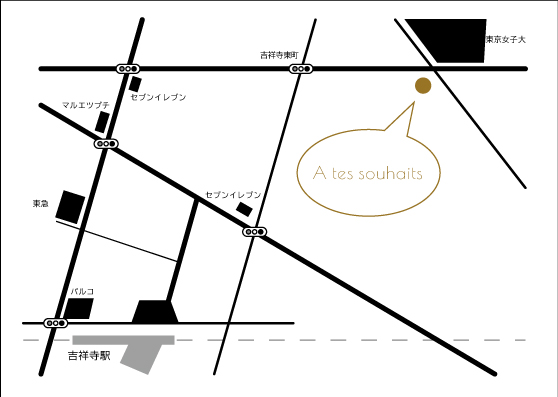 吉祥寺東町
東京女子大
セブンイレブン
マルエツプチ
A tes souhaits
セブンイレブン
東急
パルコ
吉祥寺駅